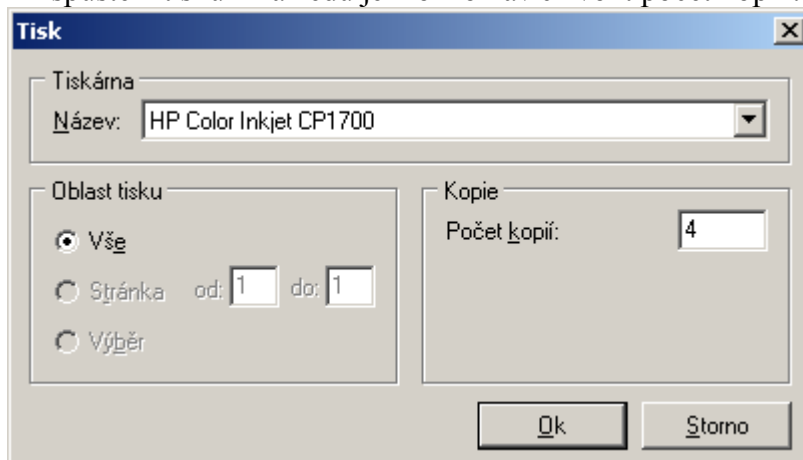 Tisk
Tiskárna
Název: HP Color Inkjet CP1700
Oblast tisku
Vše
Stránka od: 1 do: 1
Výběr
Kopie
Počet kopií: 4
Ok Storno